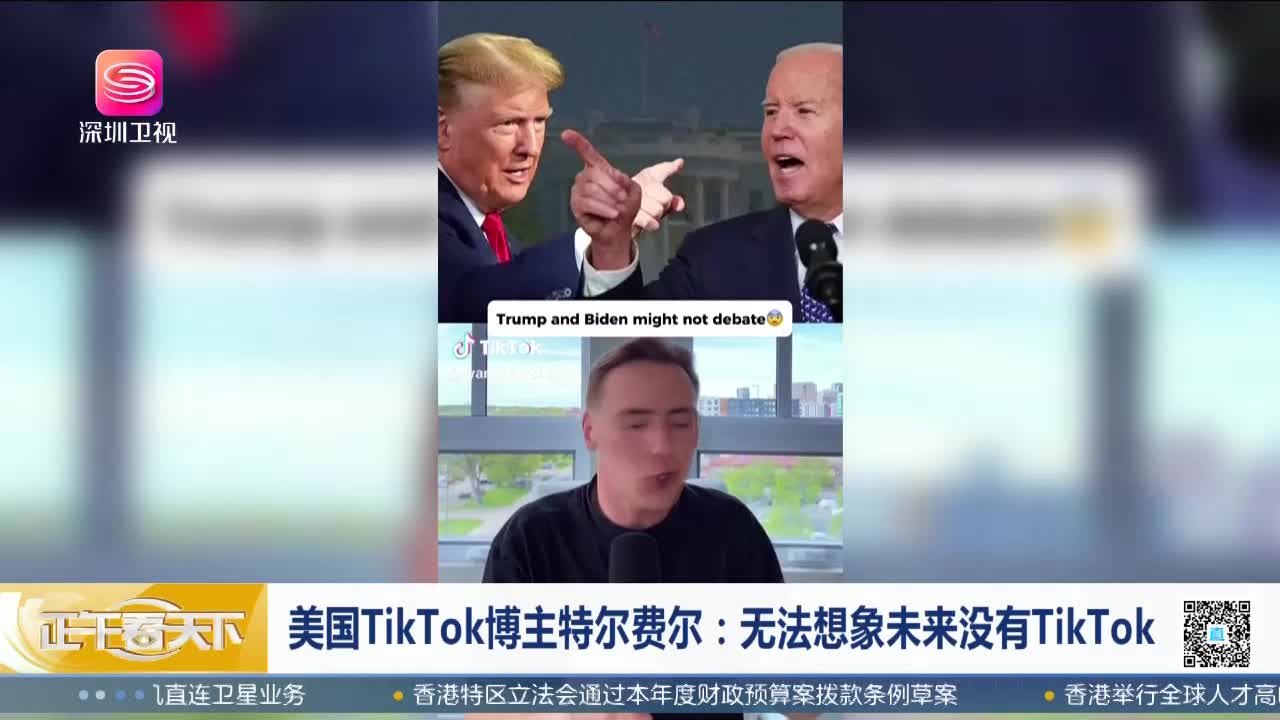 深圳卫视
Trump and Biden might not debate😨
TikTok
正午看天下
美国TikTok博主特尔费尔：无法想象未来没有TikTok
直连卫星业务
香港特区立法会通过本年度财政预算案拨款条例草案
香港举行全球人才高